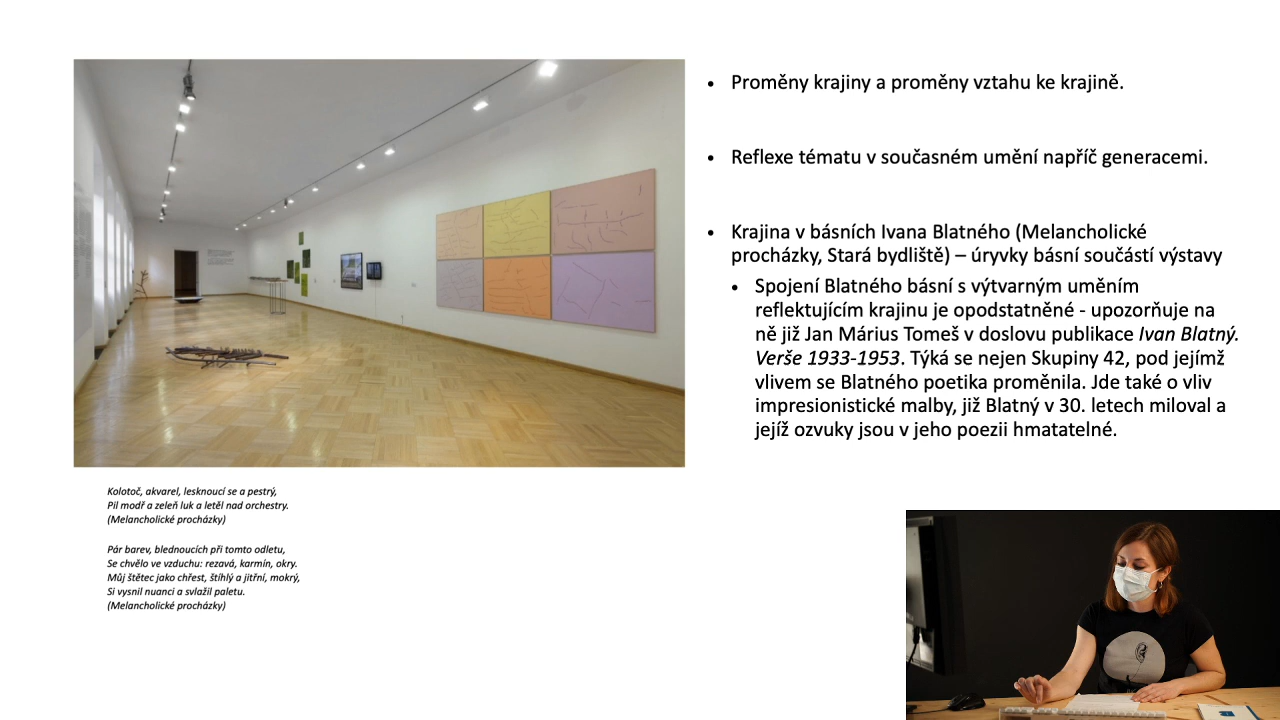 Proměny krajiny a proměny vztahu ke krajině.
Reflexe tématu v současném umění napříč generacemi.
Krajina v básních Ivana Blatného (Melancholické
procházky, Stará bydliště) – úryvky básní součástí výstavy
Spojení Blatného básní s výtvarným uměním
reflektujícím krajinu je opodstatněné - upozorňuje na
ně již Jan Márius Tomeš v doslovu publikace Ivan Blatný.
Verše 1933-1953. Týká se nejen Skupiny 42, pod jejímž
vlivem se Blatného poetika proměnila. Jde také o vliv
impresionistické malby, již Blatný v 30. letech miloval a
jejíž ozvuky jsou v jeho poezii hmatatelné.
Kolotoč, akvarel, lesknoucí se a pestrý,
Pil modř a zeleň luk a letěl nad orchestry.
(Melancholické procházky)
Pár barev, blednoucích při tomto odletu,
Se chvělo ve vzduchu: rezavá, karmín, okry.
Můj štětec jako chřest, štíhlý a jitřní, mokrý,
Si vysnil nuanci a svlažil paletu.
(Melancholické procházky)